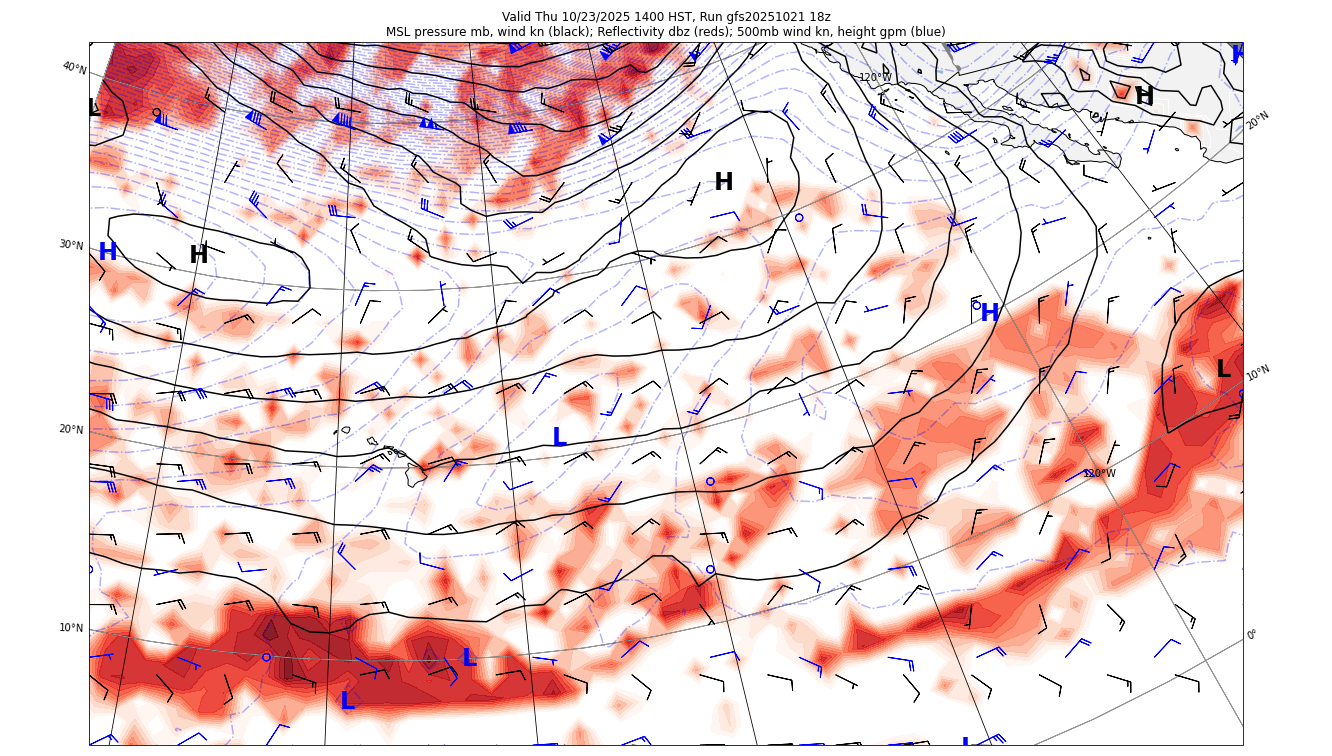 Valid Thu 10/23/2025 1400 HST, Run gfs20251021 18z
MSL pressure mb, wind kn (black); Reflectivity dbz (reds); 500mb wind kn, height gpm (blue)
H
40°N
120°W
H
L
20°N
H
30°N
H
H
H
L
10°N
20°N
L
120°W
10°N
0°
L
L
L